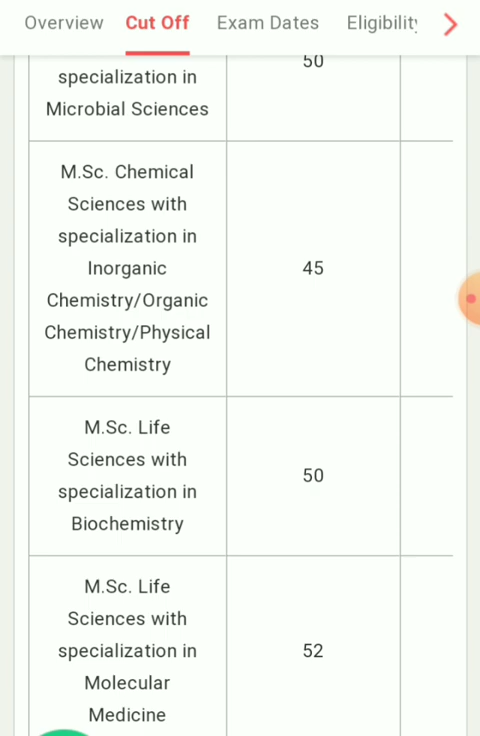 Overview Cut Off Exam Dates Eligibility
50
specialization in
Microbial Sciences
M.Sc. Chemical
Sciences with
specialization in
Inorganic
Chemistry/Organic
Chemistry/Physical
Chemistry
45
M.Sc. Life
Sciences with
specialization in
Biochemistry
50
M.Sc. Life
Sciences with
specialization in
Molecular
Medicine
52